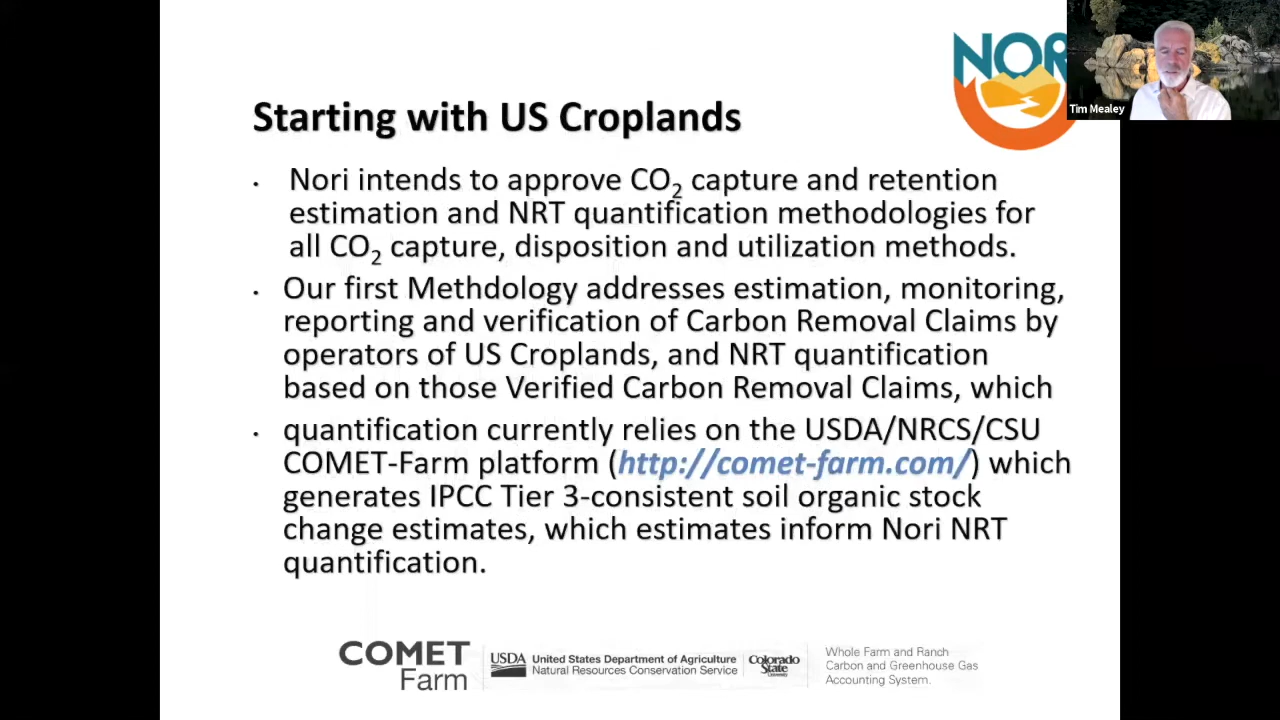 NORI
Tim Mealey
Starting with US Croplands
• Nori intends to approve CO₂ capture and retention
estimation and NRT quantification methodologies for
all CO₂ capture, disposition and utilization methods.
• Our first Methdology addresses estimation, monitoring,
reporting and verification of Carbon Removal Claims by
operators of US Croplands, and NRT quantification
based on those Verified Carbon Removal Claims, which
• quantification currently relies on the USDA/NRCS/CSU
COMET-Farm platform (http://comet-farm.com/) which
generates IPCC Tier 3-consistent soil organic stock
change estimates, which estimates inform Nori NRT
quantification.
COMET
Farm
USDA
United States Department of Agriculture
Natural Resources Conservation Service
Colorado
State
University
Whole Farm and Ranch
Carbon and Greenhouse Gas
Accounting System.